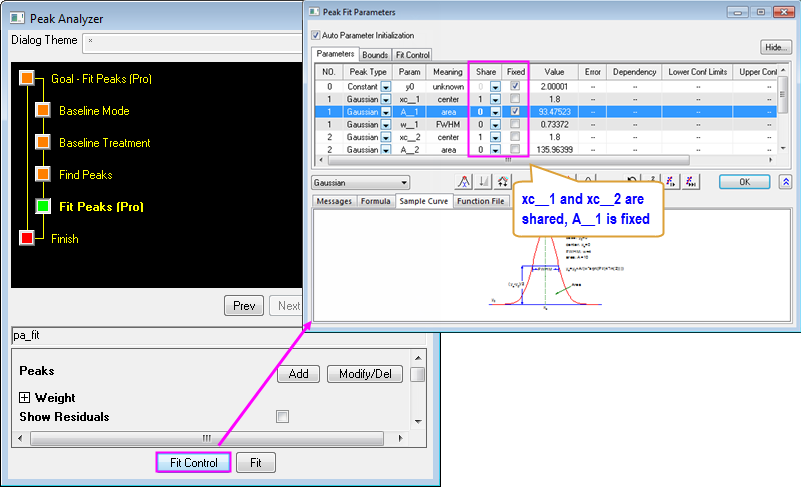 Peak Analyzer
Dialog Theme *
Goal - Fit Peaks (Pro)
Baseline Mode
Baseline Treatment
Find Peaks
Fit Peaks (Pro)
Finish
Prev Next
pa_fit
Peaks Add Modify/Del
Weight
Show Residuals
Fit Control Fit
Peak Fit Parameters
Auto Parameter Initialization
Hide...
Parameters Bounds Fit Control
NO. Peak Type Param Meaning Share Fixed Value Error Dependency Lower Conf Limits Upper Conf
0 Constant y0 unknown 0 2.00001 -- -- -- --
1 Gaussian xc__1 center 1 1.8 -- -- -- --
1 Gaussian A__1 area 0 93.47523 -- -- -- --
1 Gaussian w__1 FWHM 0 0.73372 -- -- -- --
2 Gaussian xc__2 center 1 1.8 -- -- -- --
2 Gaussian A__2 area 0 135.96399 -- -- -- --
Gaussian OK
Messages Formula Sample Curve Function File
xc__1 and xc__2 are
shared, A__1 is fixed
Area